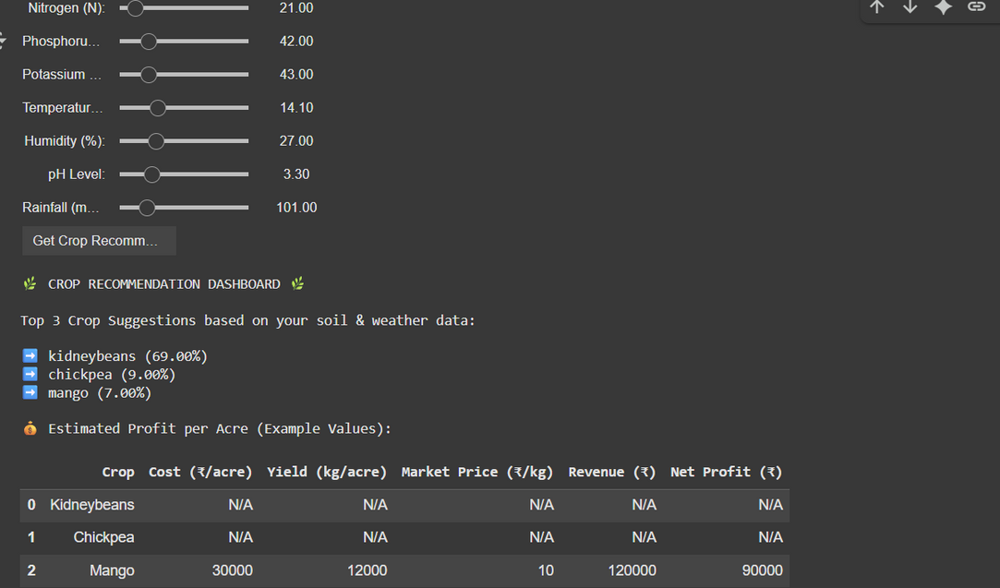 Nitrogen (N): 21.00
Phosphoru... 42.00
Potassium ... 43.00
Temperatur... 14.10
Humidity (%): 27.00
pH Level: 3.30
Rainfall (m... 101.00
Get Crop Recomm...
🌿 CROP RECOMMENDATION DASHBOARD 🌿
Top 3 Crop Suggestions based on your soil & weather data:
➡️ kidneybeans (69.00%)
➡️ chickpea (9.00%)
➡️ mango (7.00%)
💰 Estimated Profit per Acre (Example Values):
Crop Cost (₹/acre) Yield (kg/acre) Market Price (₹/kg) Revenue (₹) Net Profit (₹)
0 Kidneybeans N/A N/A N/A N/A N/A
1 Chickpea N/A N/A N/A N/A N/A
2 Mango 30000 12000 10 120000 90000